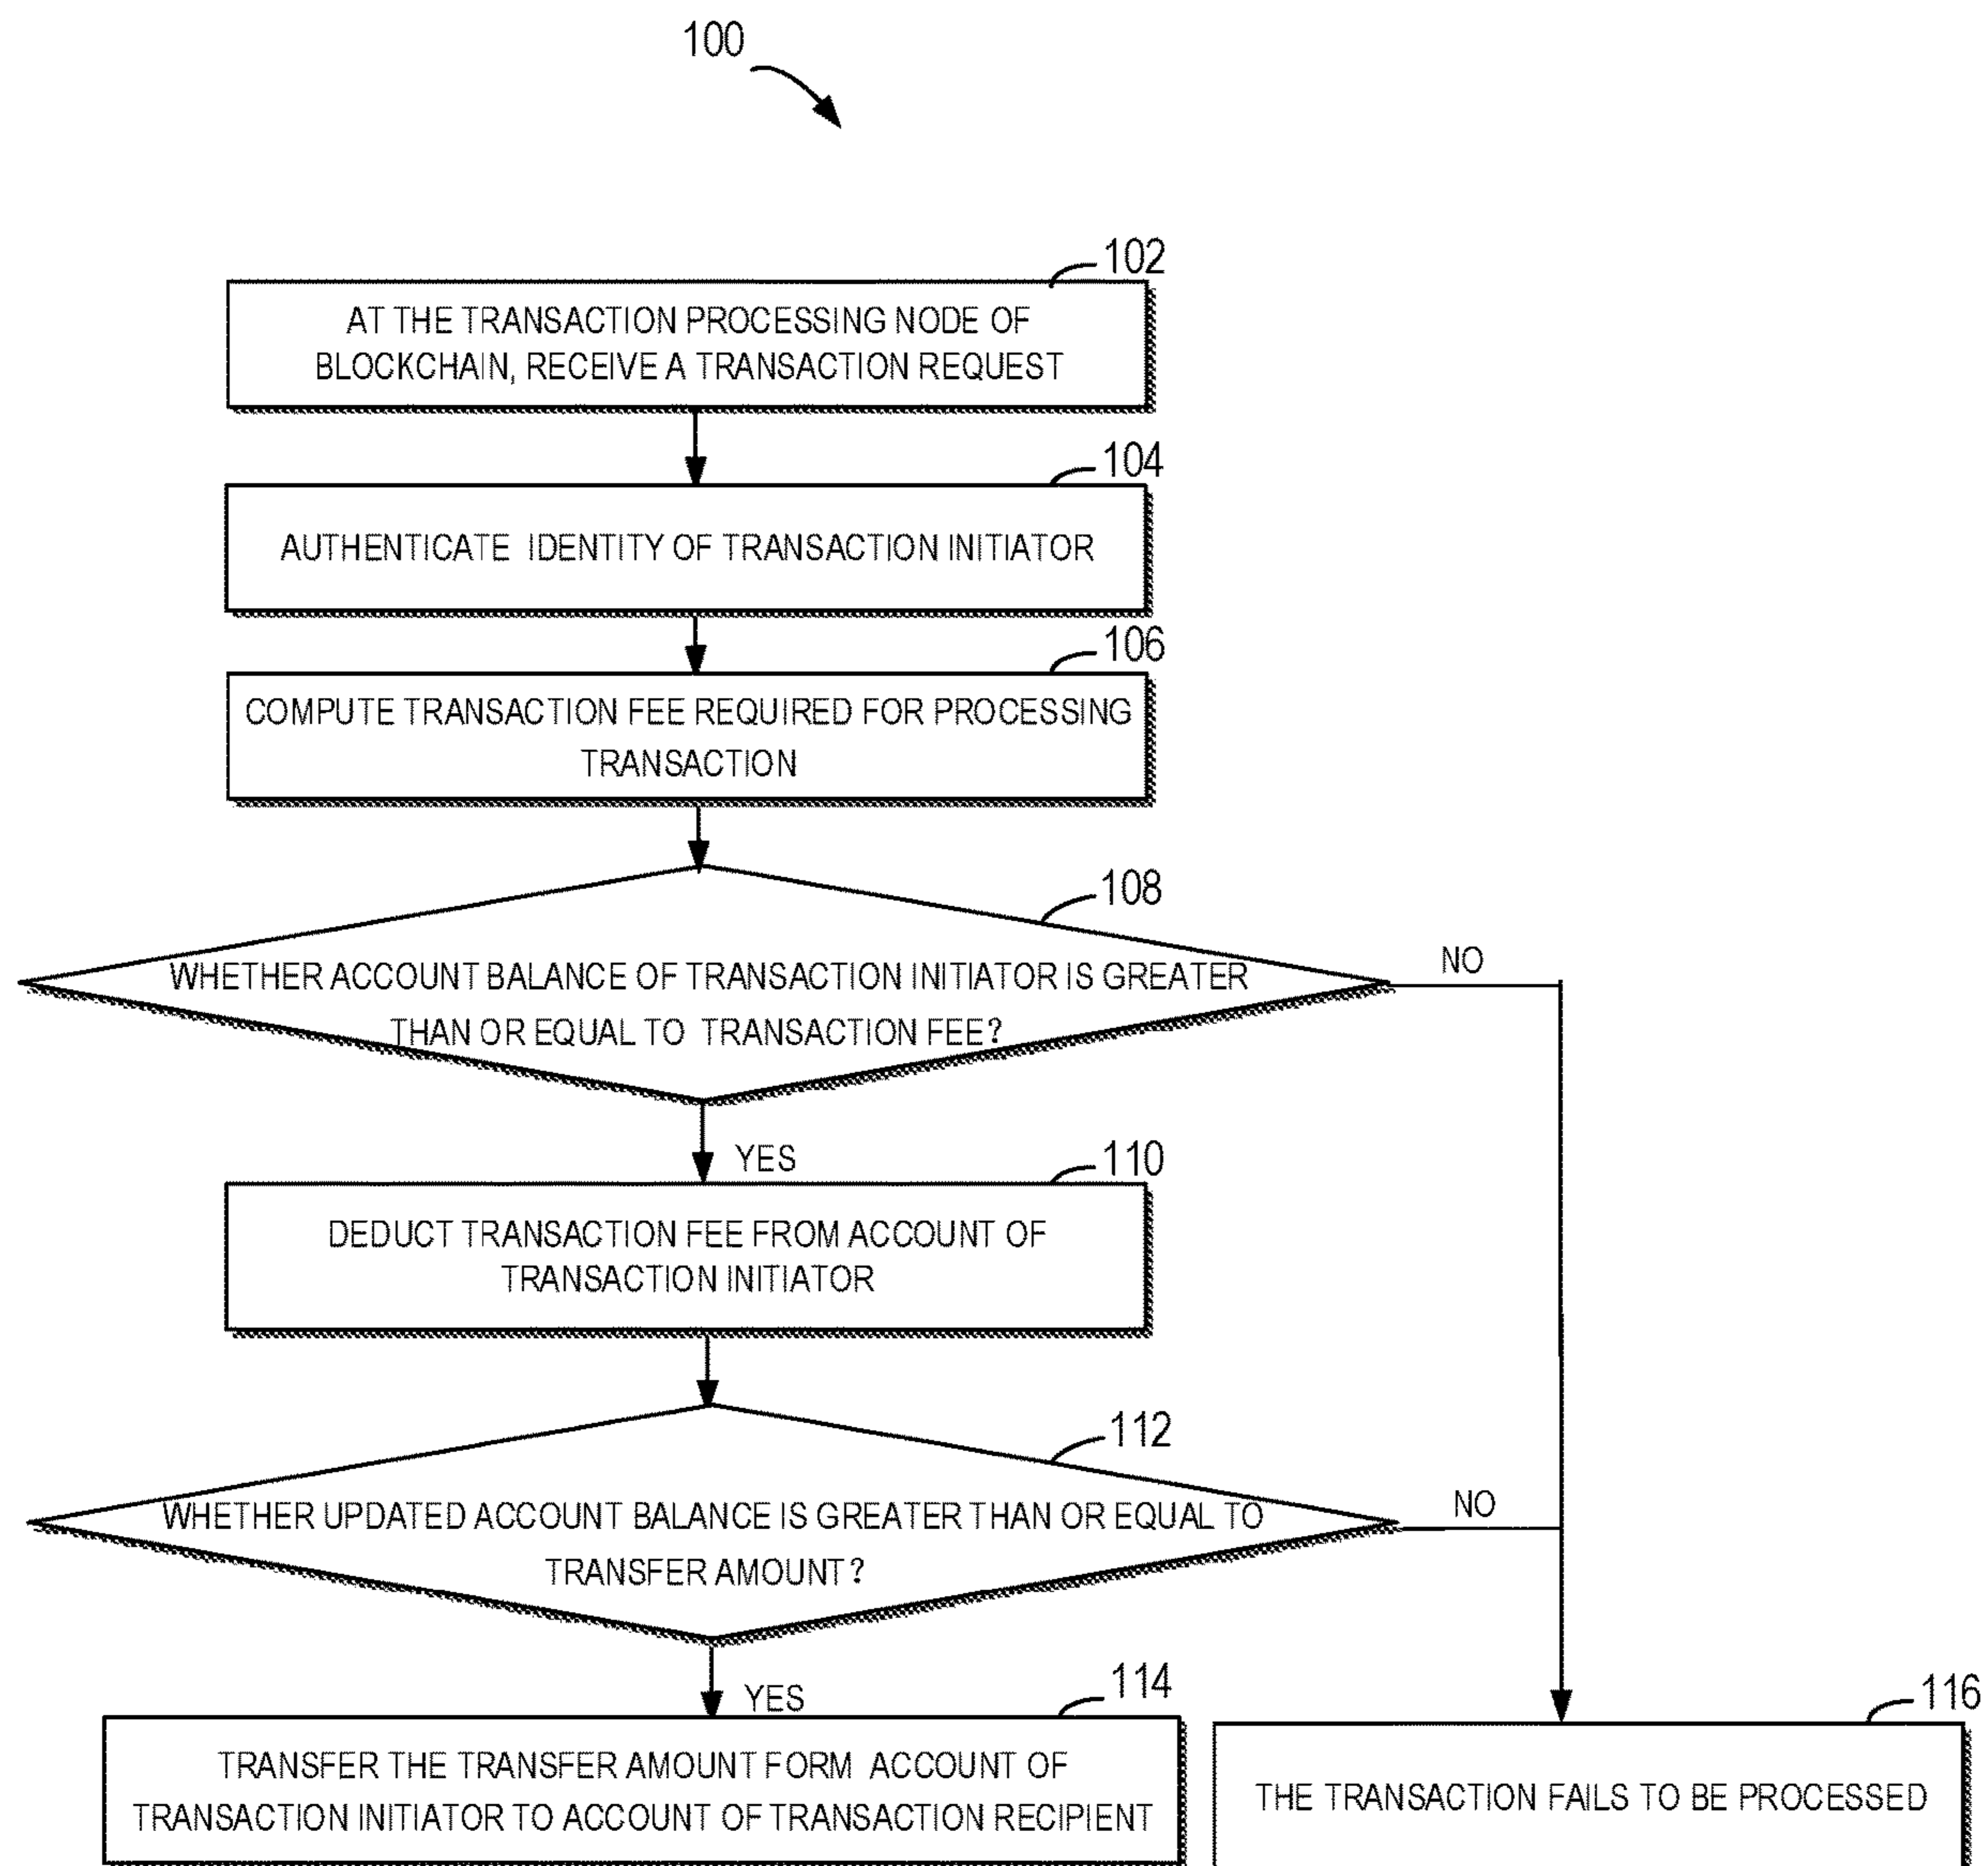 100
102
AT THE TRANSACTION PROCESSING NODE OF
BLOCKCHAIN, RECEIVE A TRANSACTION REQUEST
104
AUTHENTICATE IDENTITY OF TRANSACTION INITIATOR
106
COMPUTE TRANSACTION FEE REQUIRED FOR PROCESSING
TRANSACTION
108
WHETHER ACCOUNT BALANCE OF TRANSACTION INITIATOR IS GREATER
THAN OR EQUAL TO TRANSACTION FEE?
NO
YES
110
DEDUCT TRANSACTION FEE FROM ACCOUNT OF
TRANSACTION INITIATOR
112
WHETHER UPDATED ACCOUNT BALANCE IS GREATER THAN OR EQUAL TO
TRANSFER AMOUNT?
NO
YES
114
TRANSFER THE TRANSFER AMOUNT FORM ACCOUNT OF
TRANSACTION INITIATOR TO ACCOUNT OF TRANSACTION RECIPIENT
116
THE TRANSACTION FAILS TO BE PROCESSED